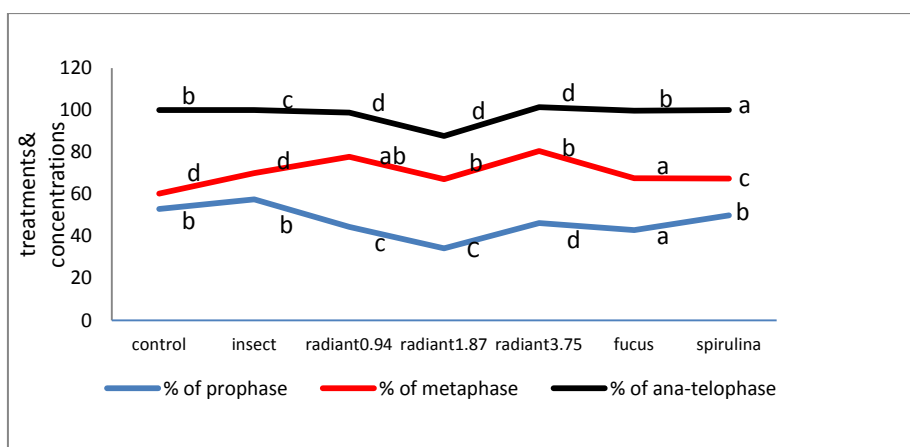 treatments&
concentrations
120
100
80
60
40
20
0
b c d d d b a
d d ab b b a c
b b c c d a b
control insect radiant0.94 radiant1.87 radiant3.75 fucus spirulina
% of prophase % of metaphase % of ana-telophase